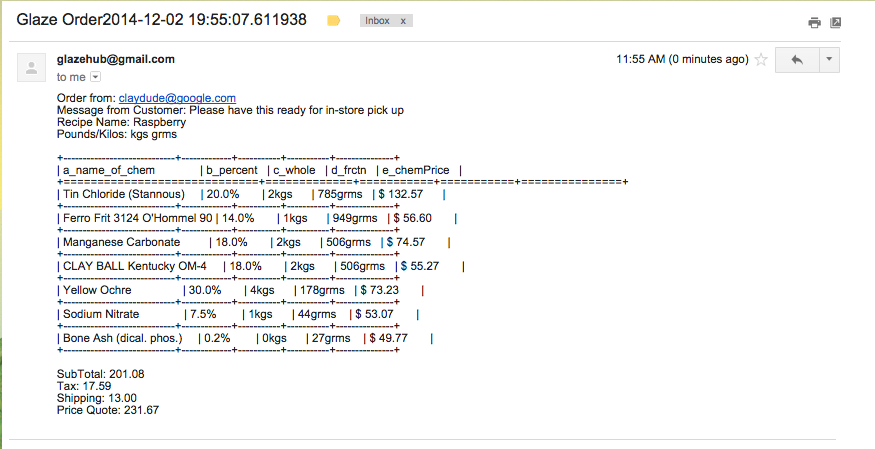 Glaze Order2014-12-02 19:55:07.611938 Inbox x
glazehub@gmail.com 11:55 AM (0 minutes ago)
to me
Order from: claydude@google.com
Message from Customer: Please have this ready for in-store pick up
Recipe Name: Raspberry
Pounds/Kilos: kgs grms
+-----------------------------+-------------+-----------+-----------+---------------+
| a_name_of_chem | b_percent | c_whole | d_frctn | e_chemPrice |
+=============================+=============+===========+===========+===============+
| Tin Chloride (Stannous) | 20.0% | 2kgs | 785grms | $ 132.57 |
+-----------------------------+-------------+-----------+-----------+---------------+
| Ferro Frit 3124 O'Hommel 90 | 14.0% | 1kgs | 949grms | $ 56.60 |
+-----------------------------+-------------+-----------+-----------+---------------+
| Manganese Carbonate | 18.0% | 2kgs | 506grms | $ 74.57 |
+-----------------------------+-------------+-----------+-----------+---------------+
| CLAY BALL Kentucky OM-4 | 18.0% | 2kgs | 506grms | $ 55.27 |
+-----------------------------+-------------+-----------+-----------+---------------+
| Yellow Ochre | 30.0% | 4kgs | 178grms | $ 73.23 |
+-----------------------------+-------------+-----------+-----------+---------------+
| Sodium Nitrate | 7.5% | 1kgs | 44grms | $ 53.07 |
+-----------------------------+-------------+-----------+-----------+---------------+
| Bone Ash (dical. phos.) | 0.2% | 0kgs | 27grms | $ 49.77 |
+-----------------------------+-------------+-----------+-----------+---------------+
SubTotal: 201.08
Tax: 17.59
Shipping: 13.00
Price Quote: 231.67